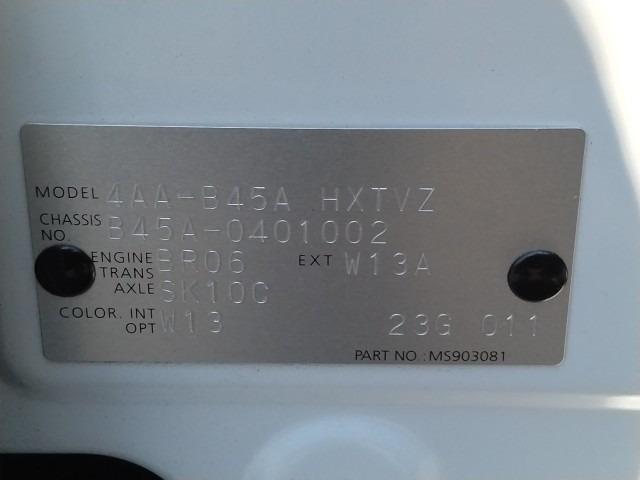 MODEL 4AA-B45A HXTVZ
CHASSIS NO. B45A-0401002
ENGINE BR06 EXT W13A
TRANS AXLE SK10C
COLOR. INT OPT W13 23G 011
PART NO : MS903081